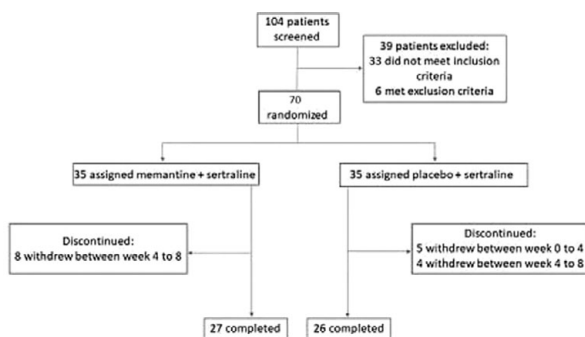 104 patients
screened
39 patients excluded:
33 did not meet inclusion
criteria
6 met exclusion criteria
70
randomized
35 assigned memantine + sertraline
35 assigned placebo + sertraline
Discontinued:
8 withdrew between week 4 to 8
Discontinued:
5 withdrew between week 0 to 4
4 withdrew between week 4 to 8
27 completed
26 completed